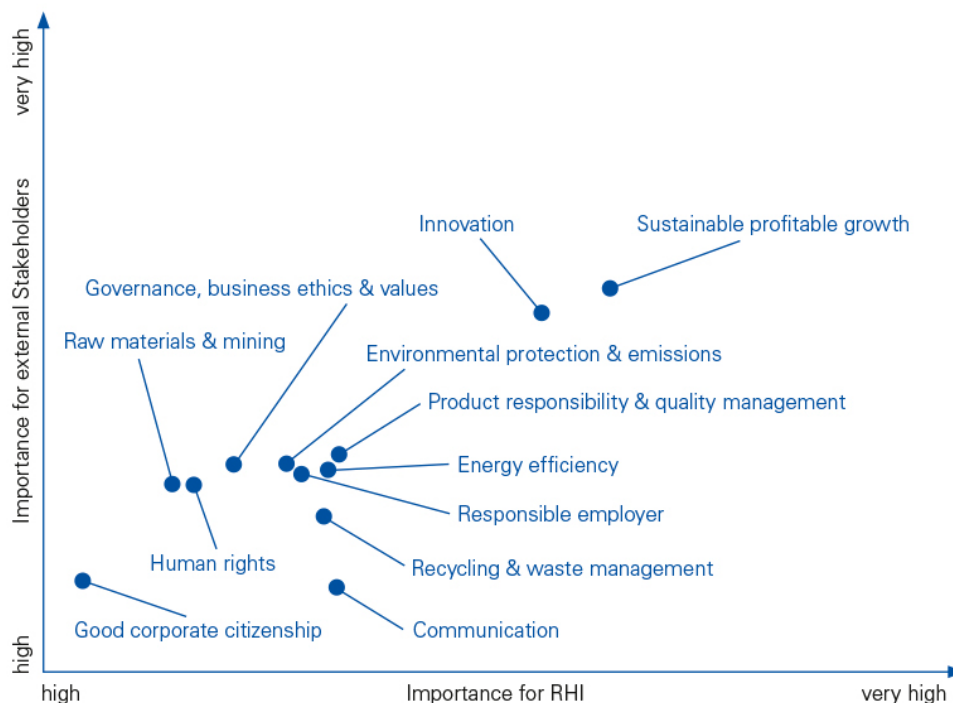 very high
Importance for external Stakeholders
high
Innovation
Sustainable profitable growth
Governance, business ethics & values
Raw materials & mining
Environmental protection & emissions
Product responsibility & quality management
Energy efficiency
Responsible employer
Human rights
Recycling & waste management
Good corporate citizenship
Communication
high
Importance for RHI
very high